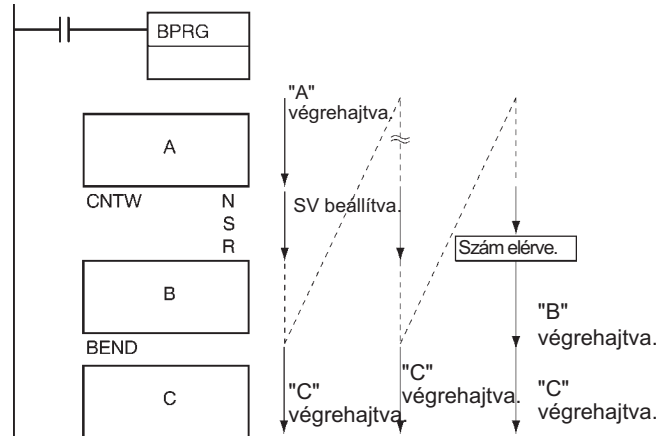 BPRG
"A"
végrehajtva.
A
CNTW N
S
R
SV beállítva.
Szám elérve.
B
"B"
végrehajtva.
BEND
C
"C"
végrehajtva.
"C"
végrehajtva.
"C"
végrehajtva.